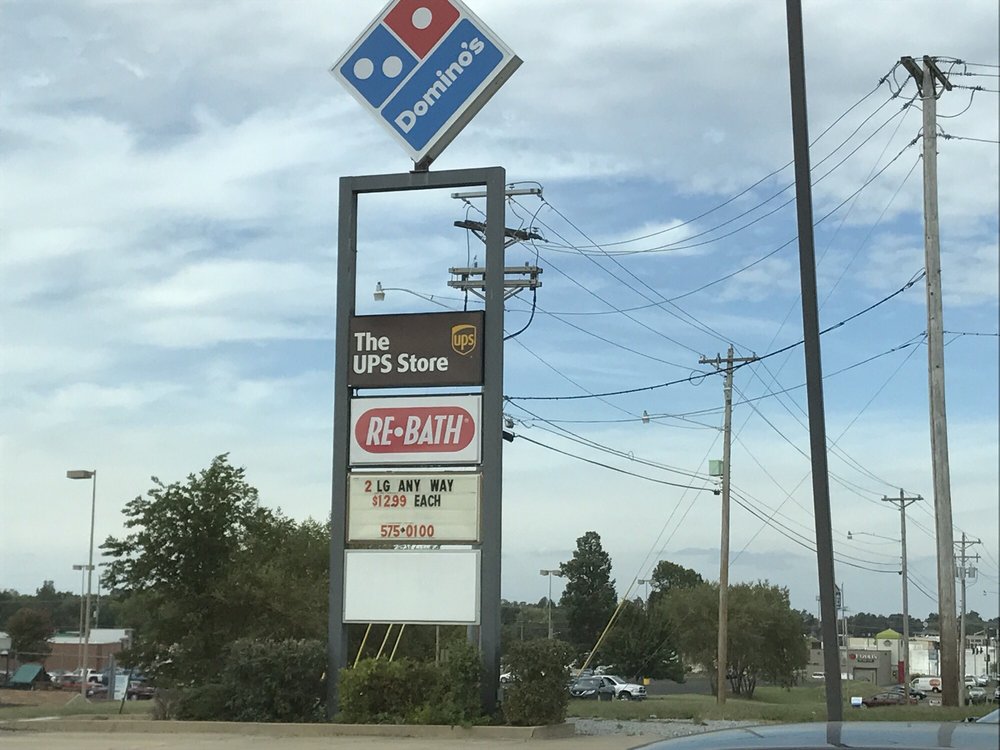 Domino's
The
UPS Store
ups
RE•BATH
2 LG ANY WAY
$12.99 EACH
575•0100